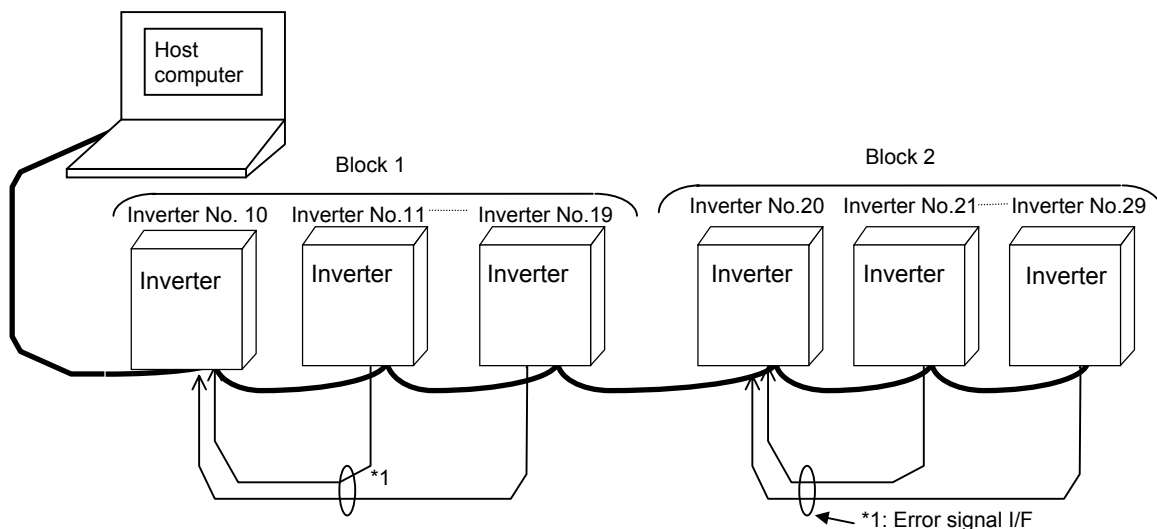 Host
computer
Block 1
Block 2
Inverter No. 10
Inverter No.11
Inverter No.19
Inverter No.20
Inverter No.21
Inverter No.29
Inverter
Inverter
Inverter
Inverter
Inverter
Inverter
*1
*1: Error signal I/F